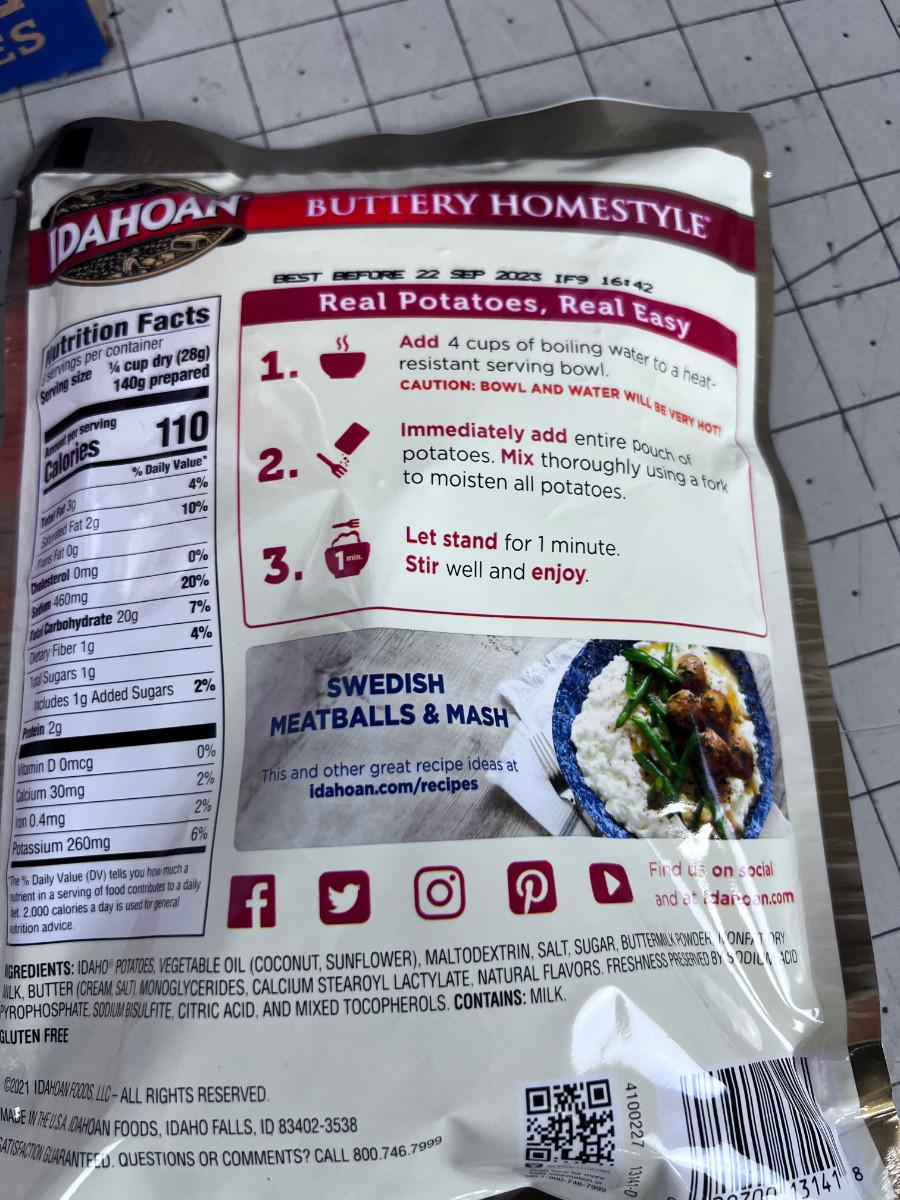 ES
IDAHOAN
BUTTERY HOMESTYLE
BEST BEFORE 22 SEP 2023 IF9 16:42
Real Potatoes, Real Easy
1.
Add 4 cups of boiling water to a heat-
resistant serving bowl.
CAUTION: BOWL AND WATER WILL BE VERY HOT!
2.
Immediately add entire pouch of
potatoes. Mix thoroughly using a fork
to moisten all potatoes.
3.
1 min.
Let stand for 1 minute.
Stir well and enjoy.
Nutrition Facts
servings per container
Serving size ¼ cup dry (28g)
140g prepared
Amount per serving
Calories 110
% Daily Value*
Total Fat 3g 4%
Saturated Fat 2g 10%
Trans Fat 0g
Cholesterol 0mg 0%
Sodium 460mg 20%
Total Carbohydrate 20g 7%
Dietary Fiber 1g 4%
Total Sugars 1g
Includes 1g Added Sugars 2%
Protein 2g
Vitamin D 0mcg 0%
Calcium 30mg 2%
Iron 0.4mg 2%
Potassium 260mg 6%
*The % Daily Value (DV) tells you how much a
nutrient in a serving of food contributes to a daily
diet. 2,000 calories a day is used for general
nutrition advice.
SWEDISH
MEATBALLS & MASH
This and other great recipe ideas at
idahoan.com/recipes
Find us on social
and at idahoan.com
INGREDIENTS: IDAHO® POTATOES, VEGETABLE OIL (COCONUT, SUNFLOWER), MALTODEXTRIN, SALT, SUGAR, BUTTERMILK POWDER, NONFAT DRY
MILK, BUTTER (CREAM, SALT) MONOGLYCERIDES, CALCIUM STEAROYL LACTYLATE, NATURAL FLAVORS. FRESHNESS PRESERVED BY SODIUM ACID
PYROPHOSPHATE, SODIUM BISULFITE, CITRIC ACID, AND MIXED TOCOPHEROLS. CONTAINS: MILK.
GLUTEN FREE
©2021 IDAHOAN FOODS, LLC – ALL RIGHTS RESERVED.
MADE IN THE U.S.A. IDAHOAN FOODS, IDAHO FALLS, ID 83402-3538
SATISFACTION GUARANTEED. QUESTIONS OR COMMENTS? CALL 800.746.7999
4100227 13141-0
13141 8